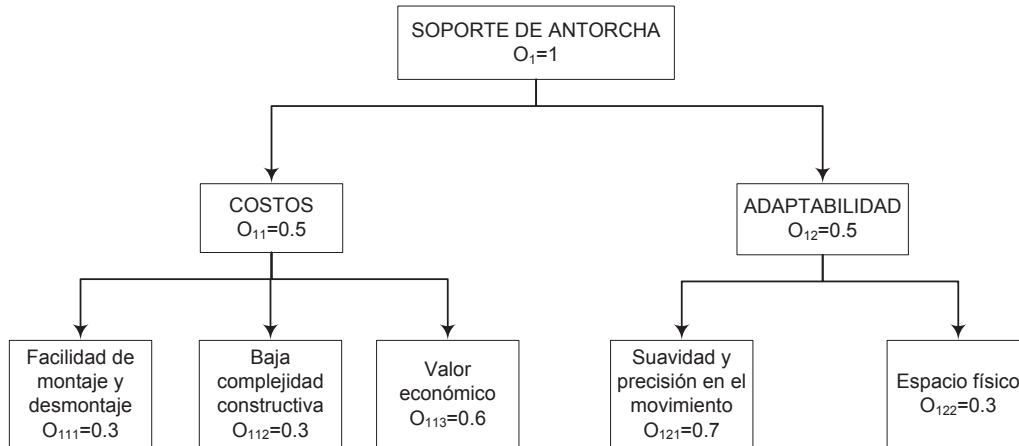 SOPORTE DE ANTORCHA
O₁=1
COSTOS
O₁₁=0.5
ADAPTABILIDAD
O₁₂=0.5
Facilidad de
montaje y
desmontaje
O₁₁₁=0.3
Baja
complejidad
constructiva
O₁₁₂=0.3
Valor
económico
O₁₁₃=0.6
Suavidad y
precisión en el
movimiento
O₁₂₁=0.7
Espacio físico
O₁₂₂=0.3